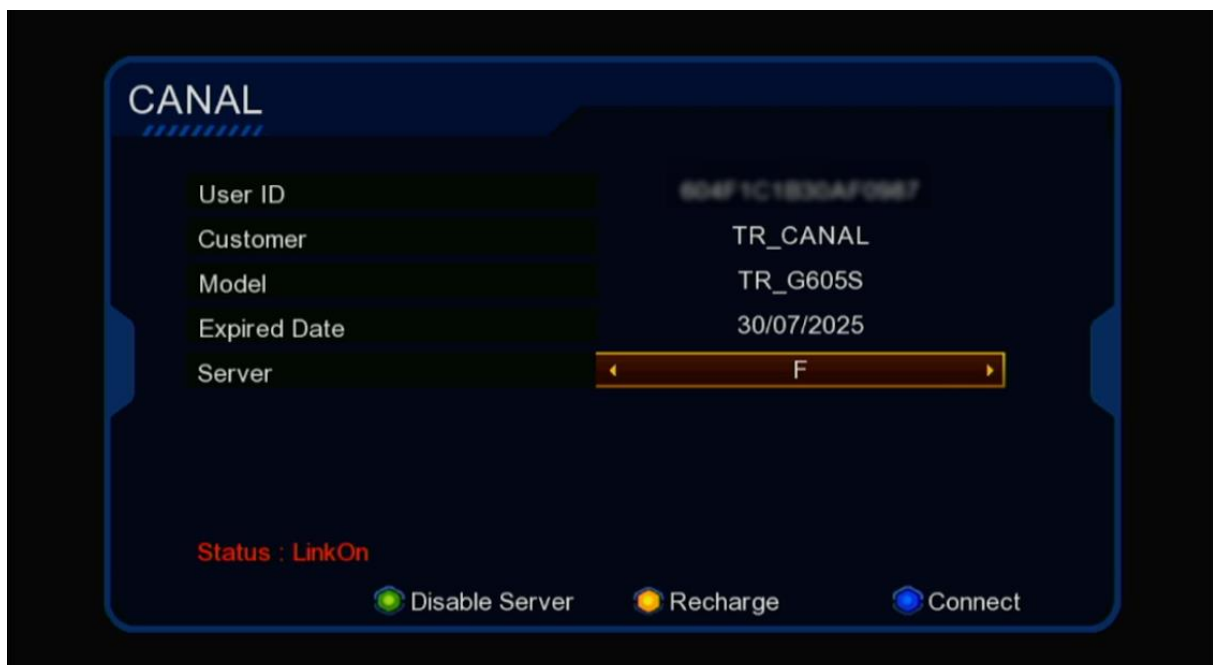 CANAL
User ID
Customer TR_CANAL
Model TR_G605S
Expired Date 30/07/2025
Server F
Status : LinkOn
Disable Server Recharge Connect